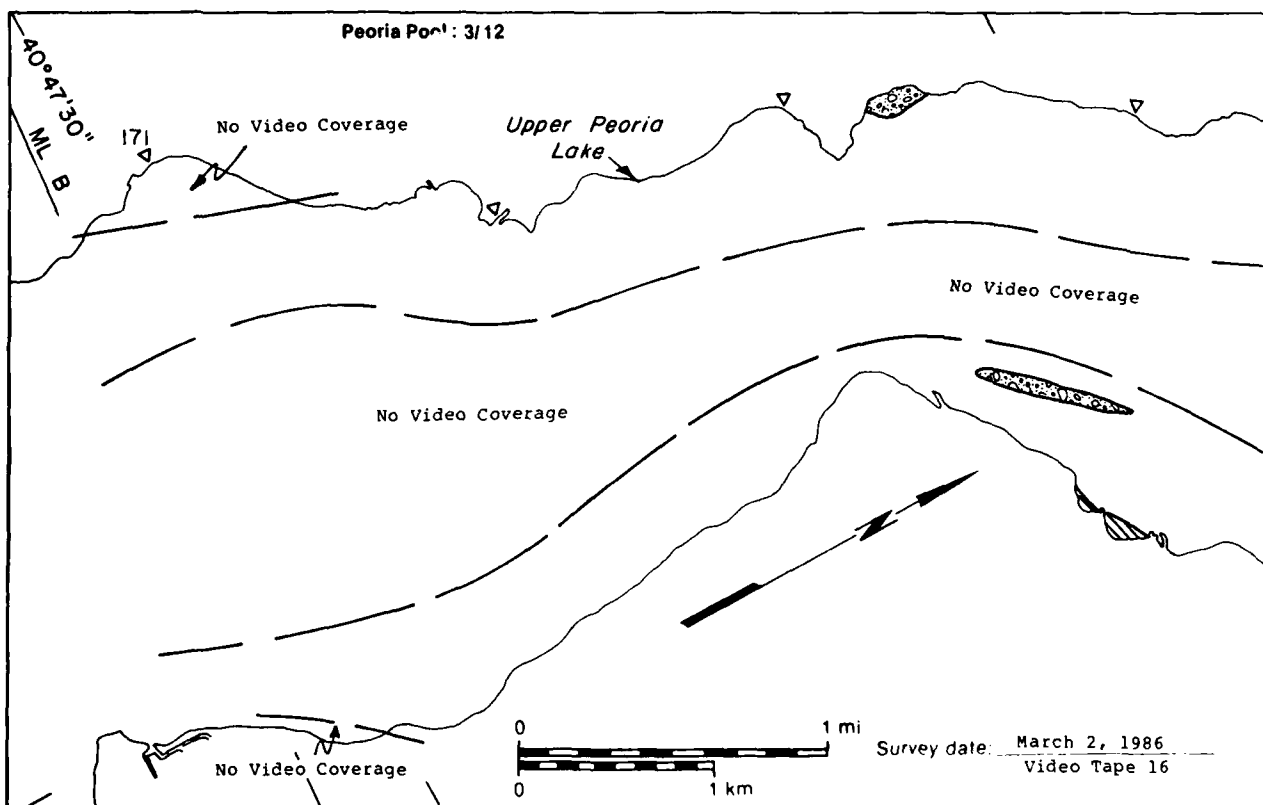 Peoria Pool: 3/12
40°47'30"
ML B
171
No Video Coverage
Upper Peoria
Lake
No Video Coverage
No Video Coverage
No Video Coverage
N
0 1 mi
0 1 km
Survey date: March 2, 1986
Video Tape 16